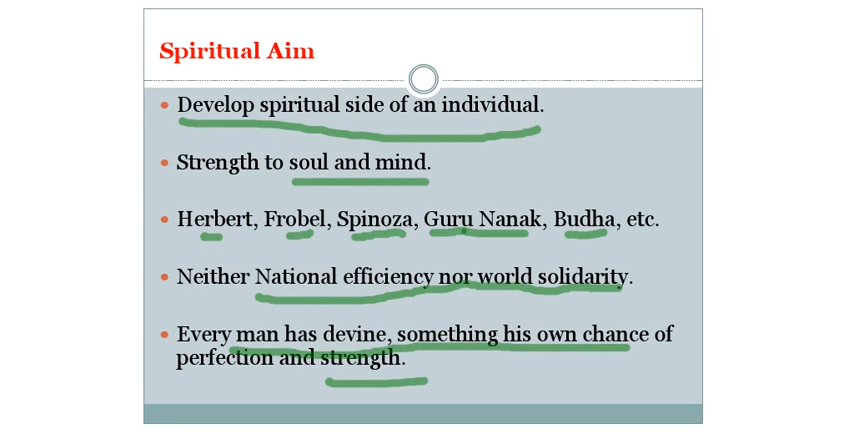 Spiritual Aim
Develop spiritual side of an individual.
Strength to soul and mind.
Herbert, Frobel, Spinoza, Guru Nanak, Budha, etc.
Neither National efficiency nor world solidarity.
Every man has devine, something his own chance of
perfection and strength.